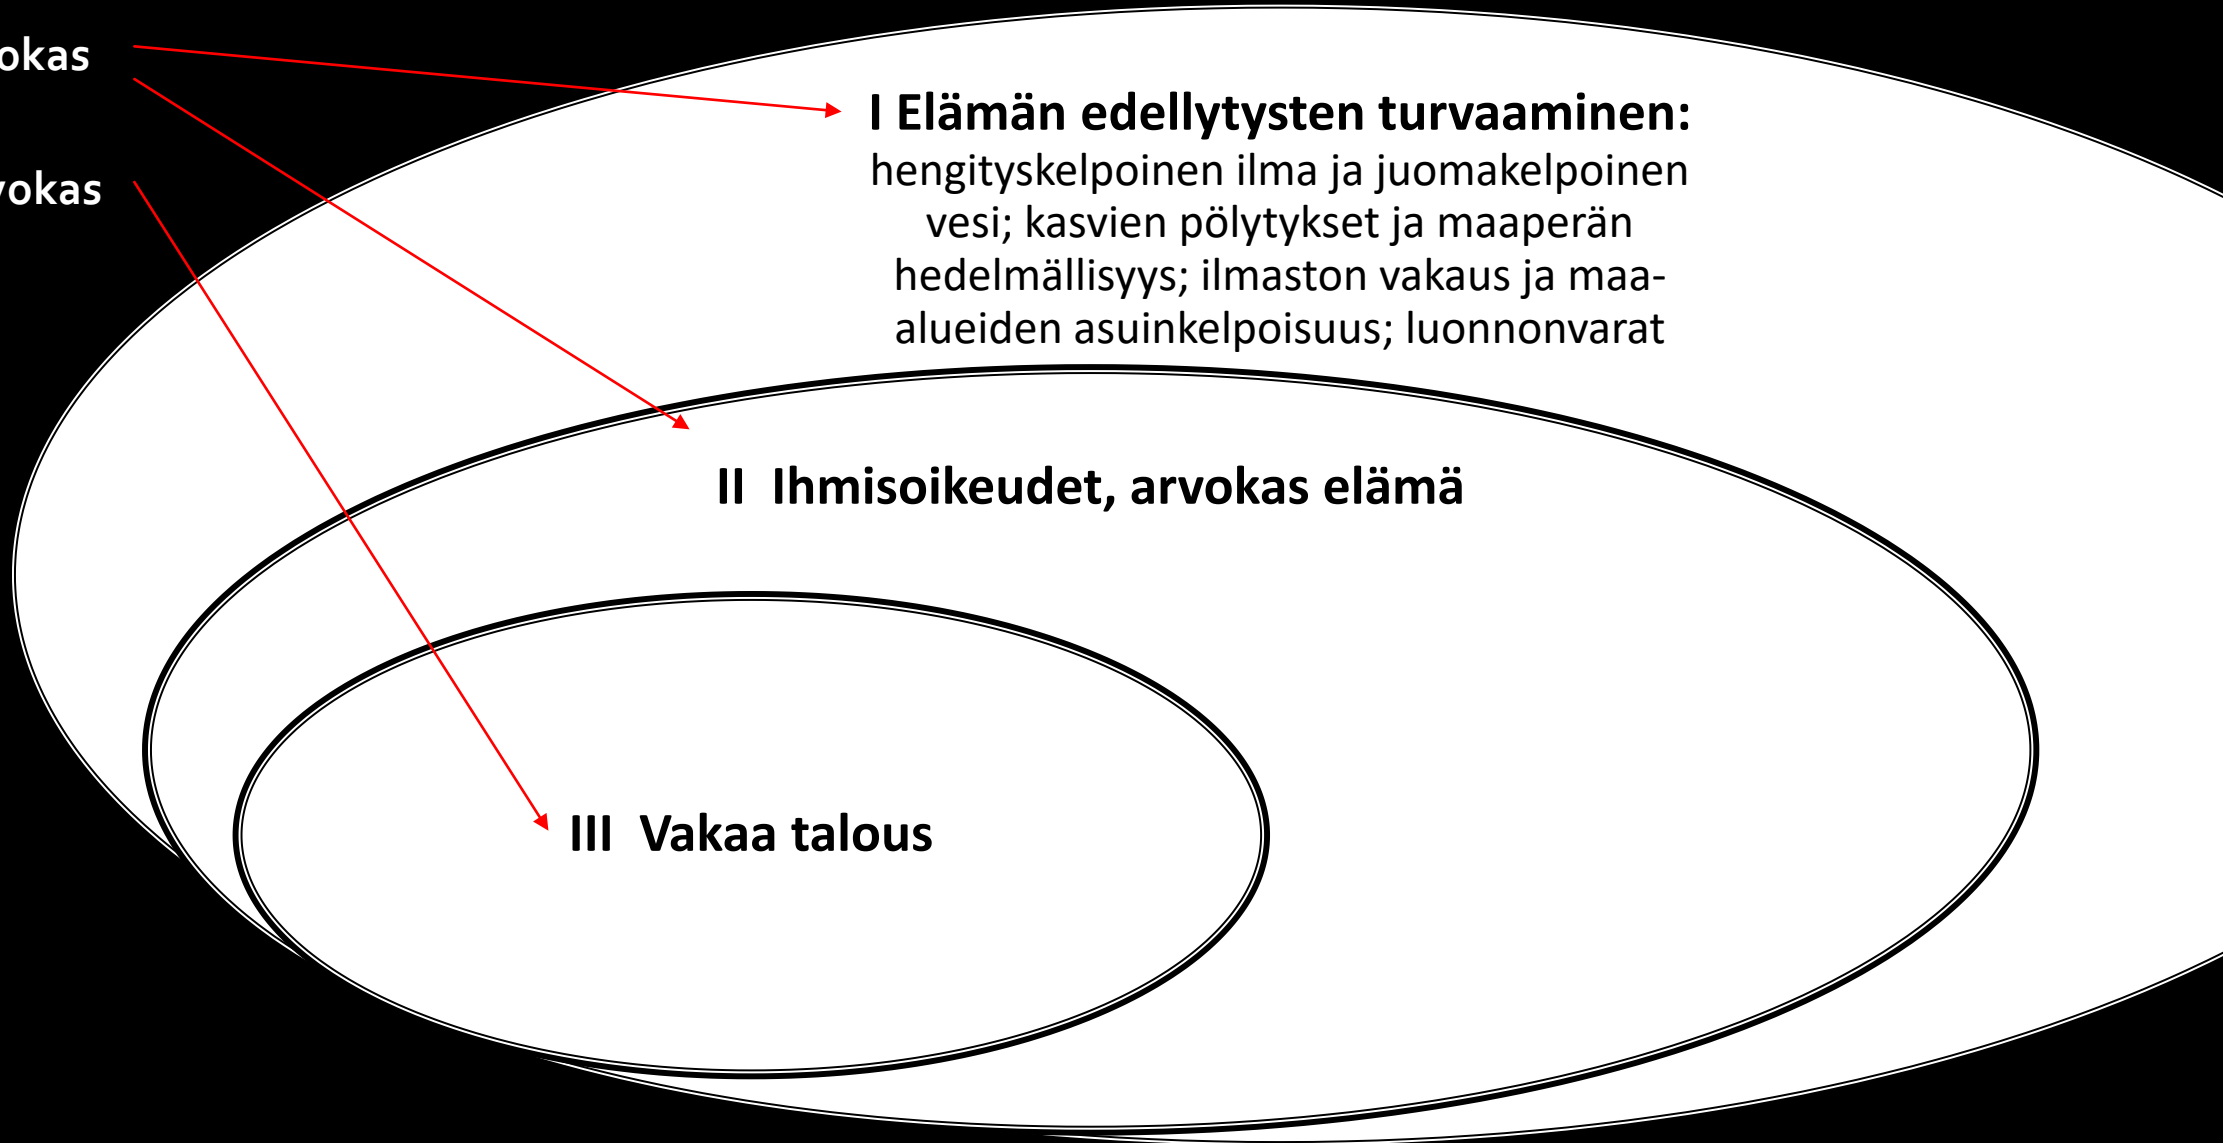 okas
vokas
I Elämän edellytysten turvaaminen:
hengityskelpoinen ilma ja juomakelpoinen
vesi; kasvien pölytykset ja maaperän
hedelmällisyys; ilmaston vakaus ja maa-
alueiden asuinkelpoisuus; luonnonvarat
II Ihmisoikeudet, arvokas elämä
III Vakaa talous